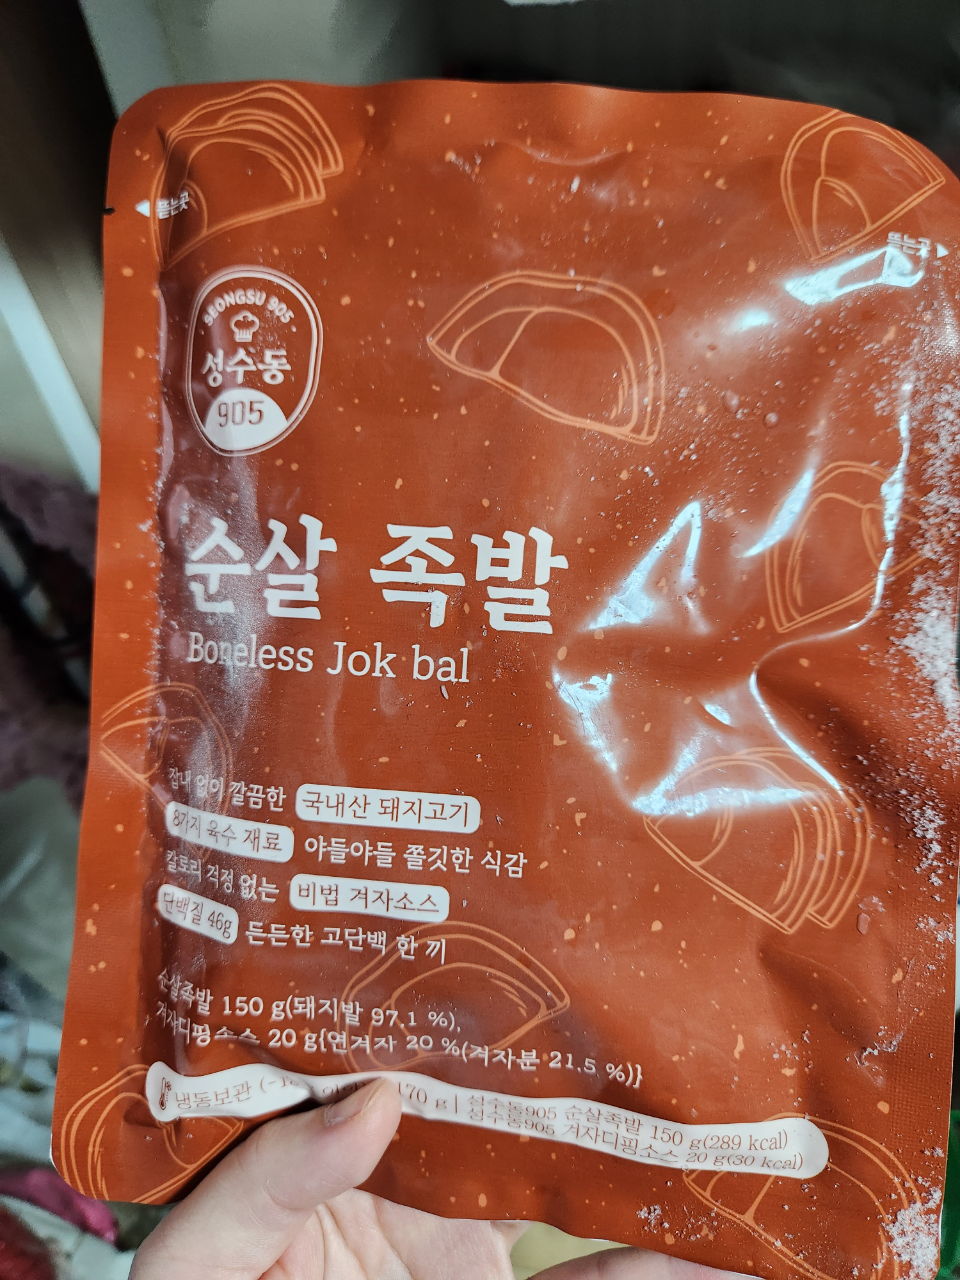 뜯는곳
뜯는곳
SEONGSU 905
성수동
905
순살 족발
Boneless Jok bal
잡내 없이 깔끔한 국내산 돼지고기
8가지 육수 재료 야들야들 쫄깃한 식감
칼로리 걱정 없는 비법 겨자소스
단백질 46g 든든한 고단백 한 끼
순살족발 150 g(돼지발 97.1 %),
겨자디핑소스 20 g{연겨자 20 %(겨자분 21.5 %)}
냉동보관 170 g | 성수동905 순살족발 150 g(289 kcal)
성수동905 겨자디핑소스 20 g(30 kcal)